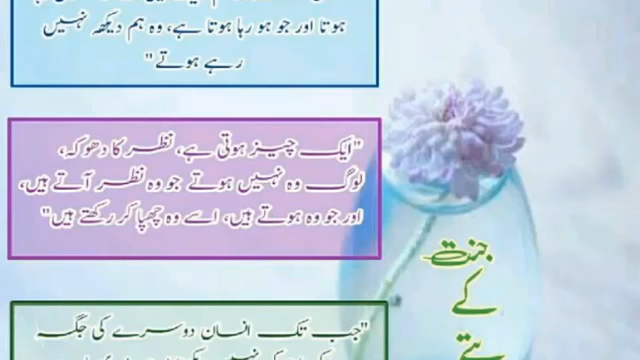 ہوتا اور جو ہو رہا ہوتا ہے، وہ ہم دیکھ نہیں
رہے ہوتے"
"ایک چیز ہوتی ہے، نظر کا دھوکہ،
لوگ وہ نہیں ہوتے جو وہ نظر آتے ہیں،
اور جو وہ ہوتے ہیں، اسے وہ چھپا کر رکھتے ہیں"
"جب تک انسان دوسرے کی جگہ
نہیں
جنت
کے
پتے